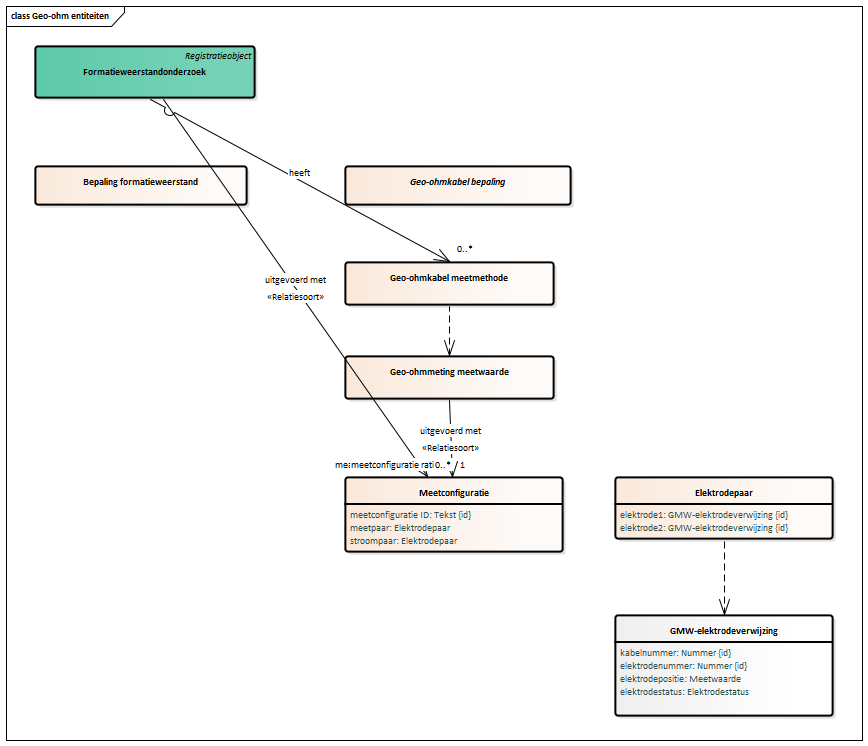 class Geo-ohm entiteiten
Registratieobject
Formatieweerstandonderzoek
heeft
Bepaling formatieweerstand
Geo-ohmkabel bepaling
0..*
Geo-ohmkabel meetmethode
uitgevoerd met
«Relatiesoort»
Geo-ohmmeting meetwaarde
uitgevoerd met
«Relatiesoort»
meetconfiguratie
0..*
1
Meetconfiguratie
meetconfiguratie ID: Tekst {id}
meetpaar: Elektrodepaar
stroompaar: Elektrodepaar
Elektrodepaar
elektrode1: GMW-elektrodeverwijzing {id}
elektrode2: GMW-elektrodeverwijzing {id}
GMW-elektrodeverwijzing
kabelnummer: Nummer {id}
elektrodenummer: Nummer {id}
elektrodepositie: Meetwaarde
elektrodestatus: Elektrodestatus